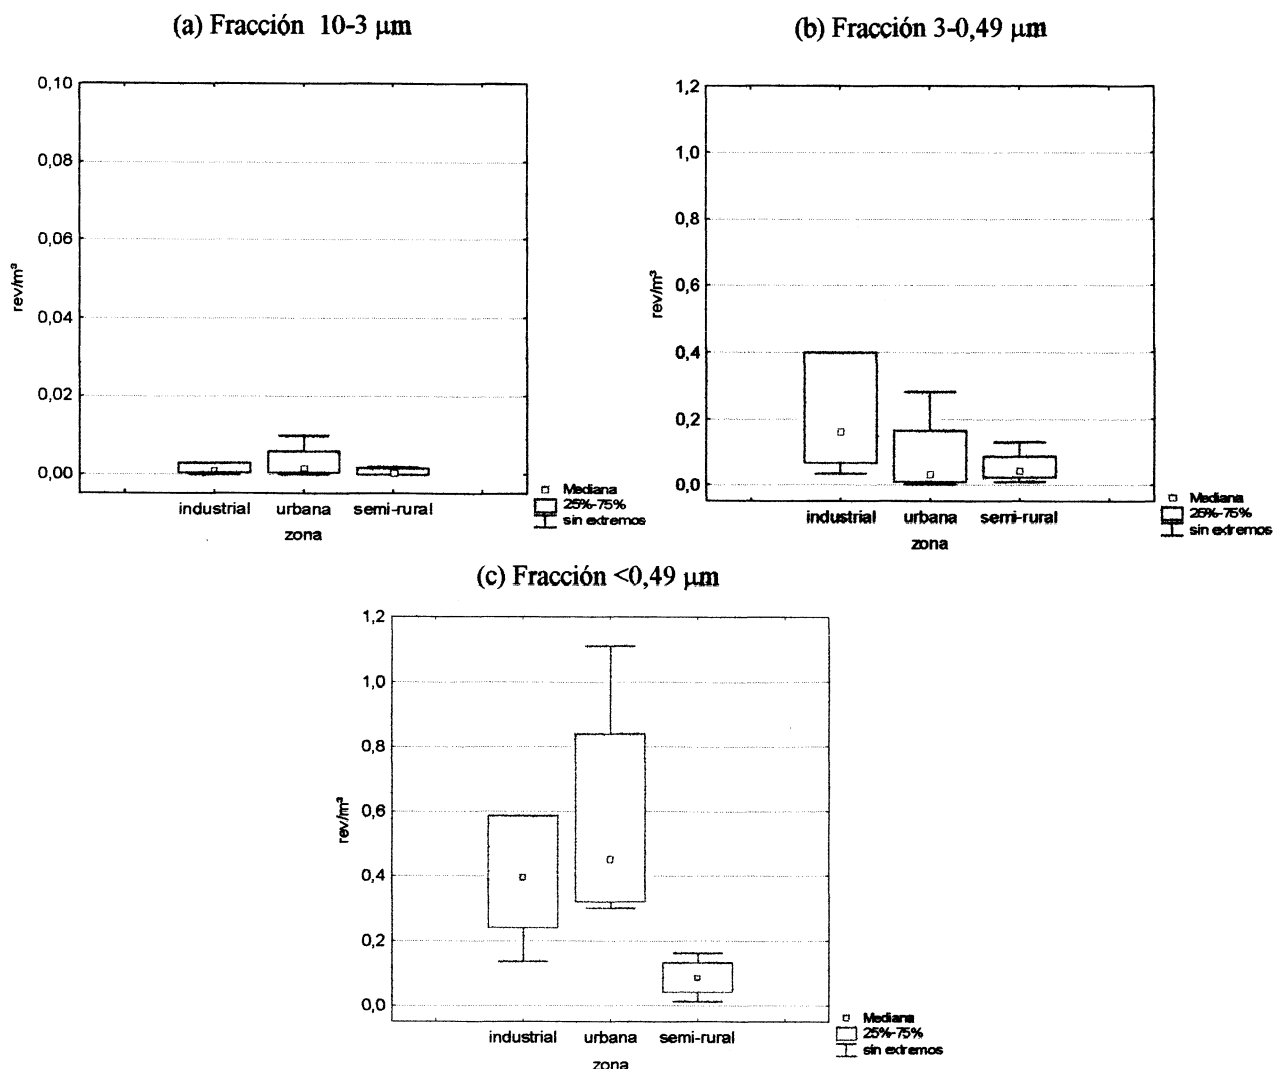 (a) Fracción 10-3 µm
0,10
0,08
0,06
0,04
0,02
0,00
rev/m³
industrial urbana semi-rural
zona
Mediana
25%-75%
sin extremos
(b) Fracción 3-0,49 µm
1,2
1,0
0,8
0,6
0,4
0,2
0,0
rev/m³
industrial urbana semi-rural
zona
Mediana
25%-75%
sin extremos
(c) Fracción <0,49 µm
1,2
1,0
0,8
0,6
0,4
0,2
0,0
rev/m³
industrial urbana semi-rural
zona
Mediana
25%-75%
sin extremos